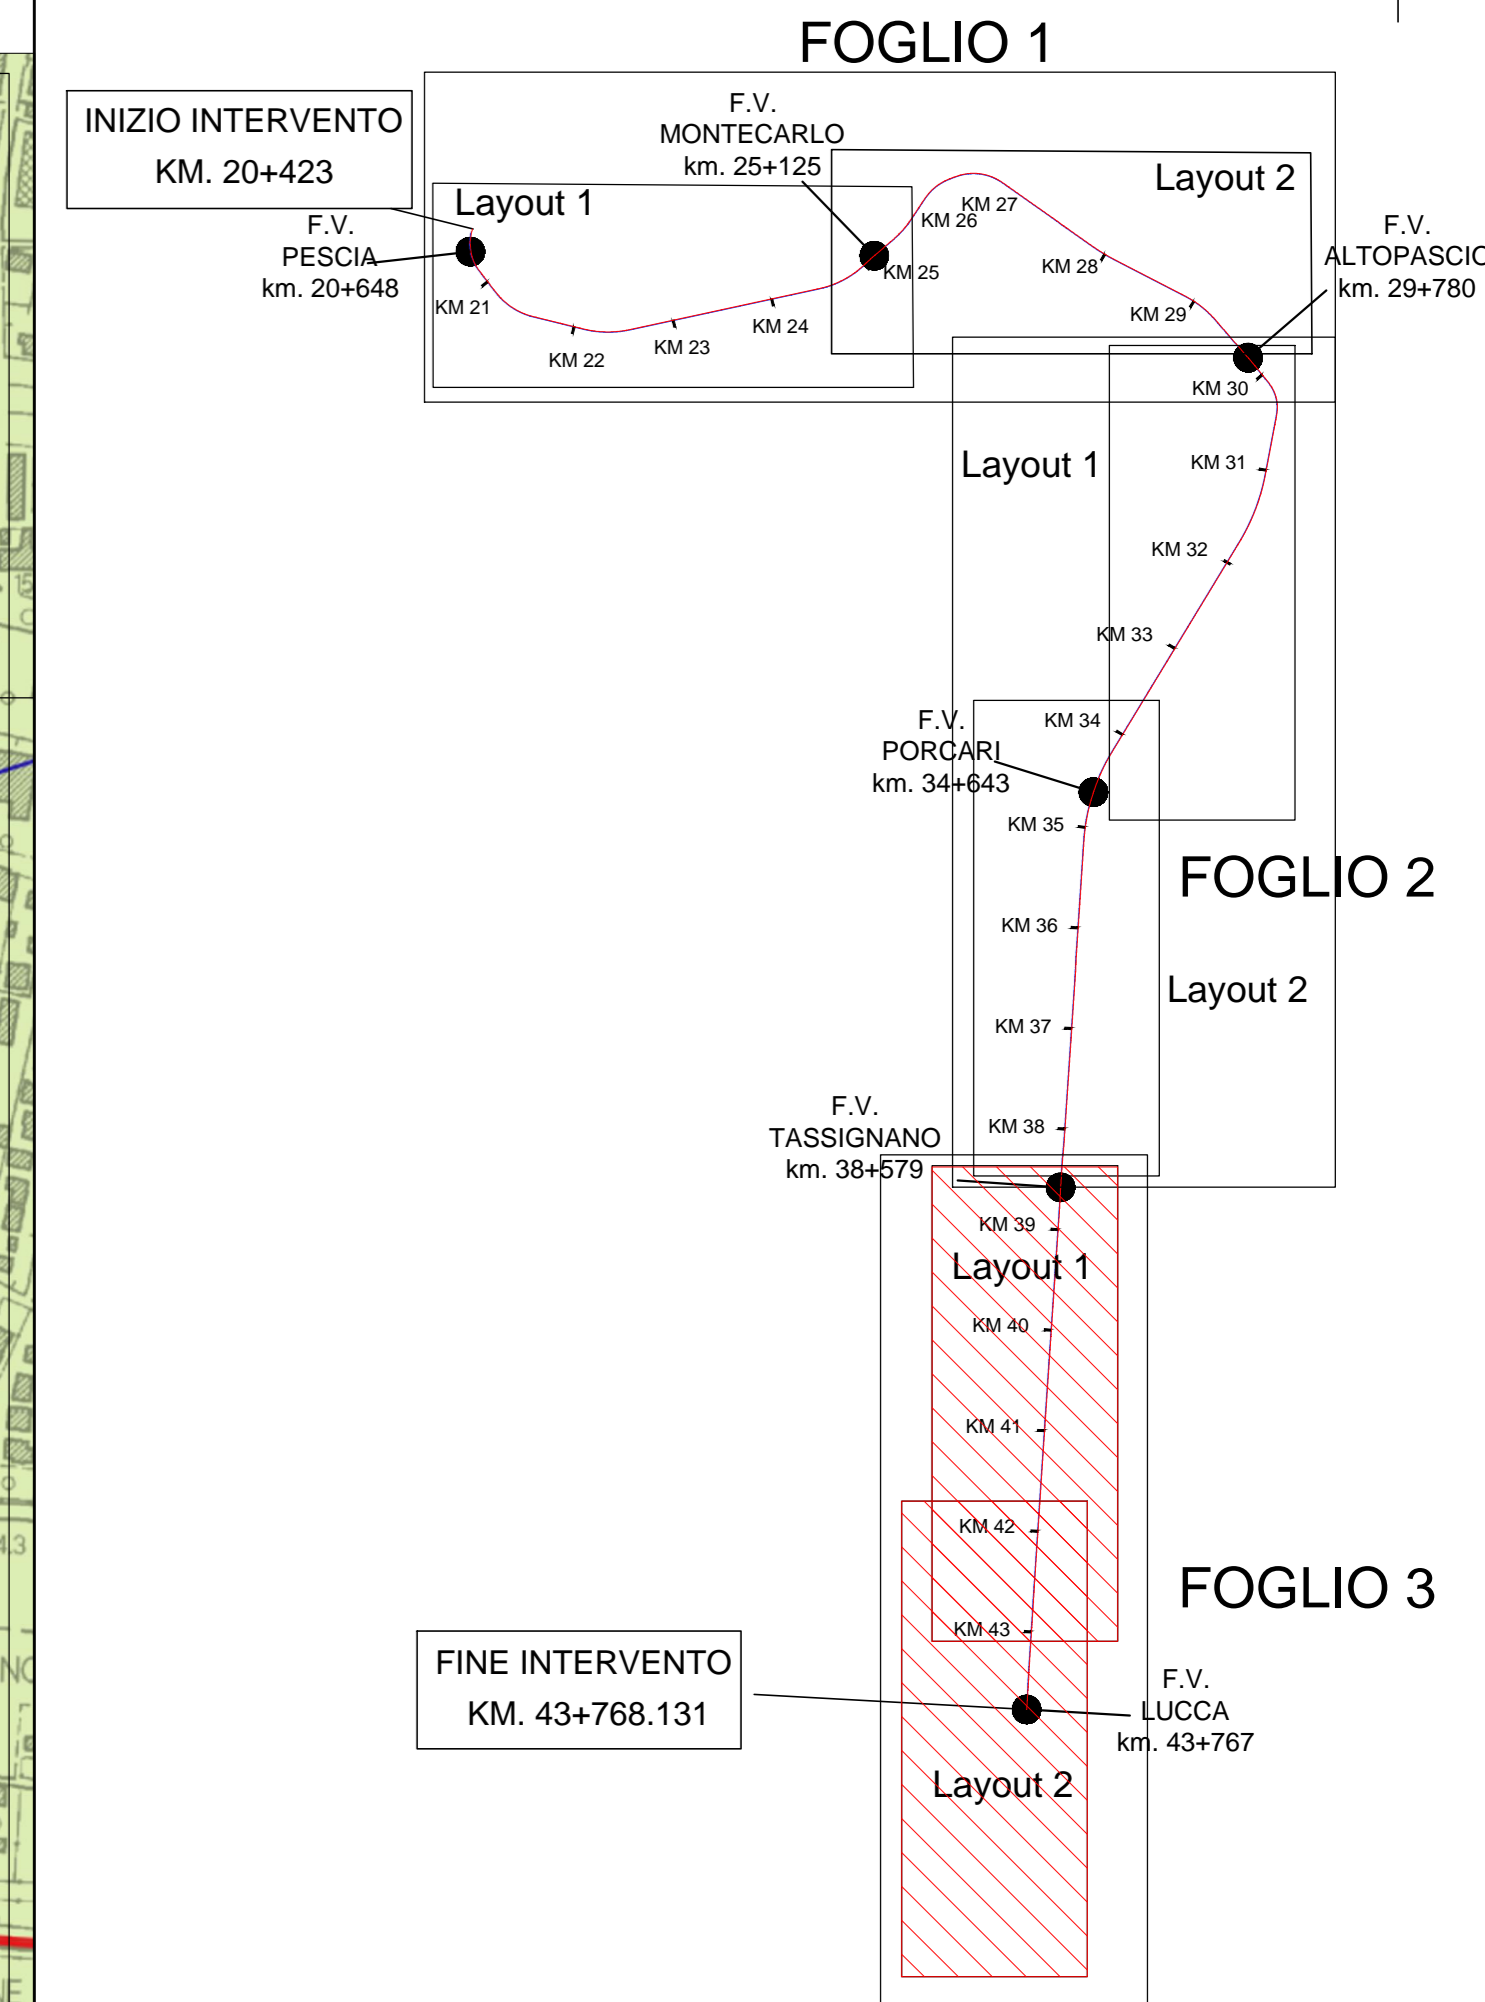 FOGLIO 1
INIZIO INTERVENTO
KM. 20+423
F.V.
MONTECARLO
km. 25+125
Layout 1
Layout 2
F.V.
PESCIA
km. 20+648
F.V.
ALTOPASCIO
km. 29+780
KM 21
KM 22
KM 23
KM 24
KM 25
KM 26
KM 27
KM 28
KM 29
KM 30
Layout 1
KM 31
KM 32
KM 33
KM 34
F.V.
PORCARI
km. 34+643
KM 35
FOGLIO 2
KM 36
Layout 2
KM 37
KM 38
F.V.
TASSIGNANO
km. 38+579
KM 39
Layout 1
KM 40
KM 41
KM 42
FOGLIO 3
KM 43
FINE INTERVENTO
KM. 43+768.131
F.V.
LUCCA
km. 43+767
Layout 2